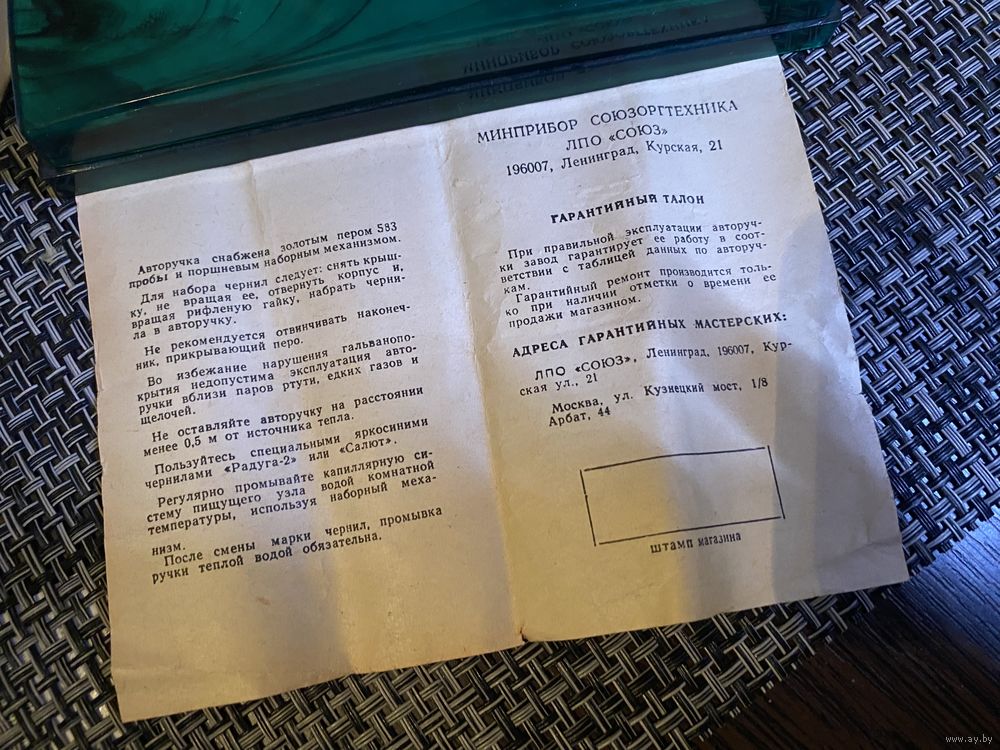 Авторучка снабжена золотым пером 583
пробы и поршневым наборным механизмом.
Для набора чернил следует: снять крыш-
ку, не вращая ее, отвернуть корпус и,
вращая рифленую гайку, набрать черни-
ла в авторучку.
Не рекомендуется отвинчивать наконеч-
ник, прикрывающий перо.
Во избежание нарушения гальванопо-
крытия недопустима эксплуатация авто-
ручки вблизи паров ртути, едких газов и
щелочей.
Не оставляйте авторучку на расстоянии
менее 0,5 м от источника тепла.
Пользуйтесь специальными яркосиними
чернилами «Радуга-2» или «Салют».
Регулярно промывайте капиллярную си-
стему пишущего узла водой комнатной
температуры, используя наборный меха-
низм.
После смены марки чернил, промывка
ручки теплой водой обязательна.
МИНПРИБОР СОЮЗОРГТЕХНИКА
ЛПО «СОЮЗ»
196007, Ленинград, Курская, 21
ГАРАНТИЙНЫЙ ТАЛОН
При правильной эксплуатации авторуч-
ки завод гарантирует ее работу в соот-
ветствии с таблицей данных по авторуч-
кам.
Гарантийный ремонт производится толь-
ко при наличии отметки о времени ее
продажи магазином.
АДРЕСА ГАРАНТИЙНЫХ МАСТЕРСКИХ:
ЛПО «СОЮЗ», Ленинград, 196007, Кур-
ская ул., 21
Москва, ул. Кузнецкий мост, 1/8
Арбат, 44
штамп магазина
www.ay.by